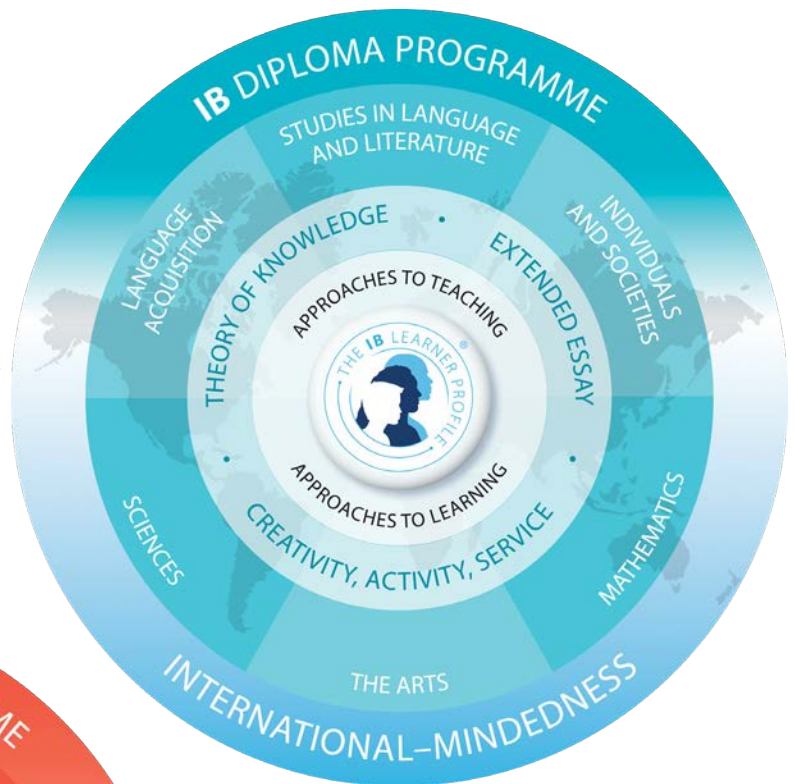 IB DIPLOMA PROGRAMME
STUDIES IN LANGUAGE
AND LITERATURE
LANGUAGE
ACQUISITION
INDIVIDUALS
AND SOCIETIES
THEORY OF KNOWLEDGE
•
EXTENDED ESSAY
•
APPROACHES TO TEACHING
THE IB LEARNER PROFILE
®
APPROACHES TO LEARNING
•
CREATIVITY, ACTIVITY, SERVICE
SCIENCES
MATHEMATICS
THE ARTS
INTERNATIONAL–MINDEDNESS
ME